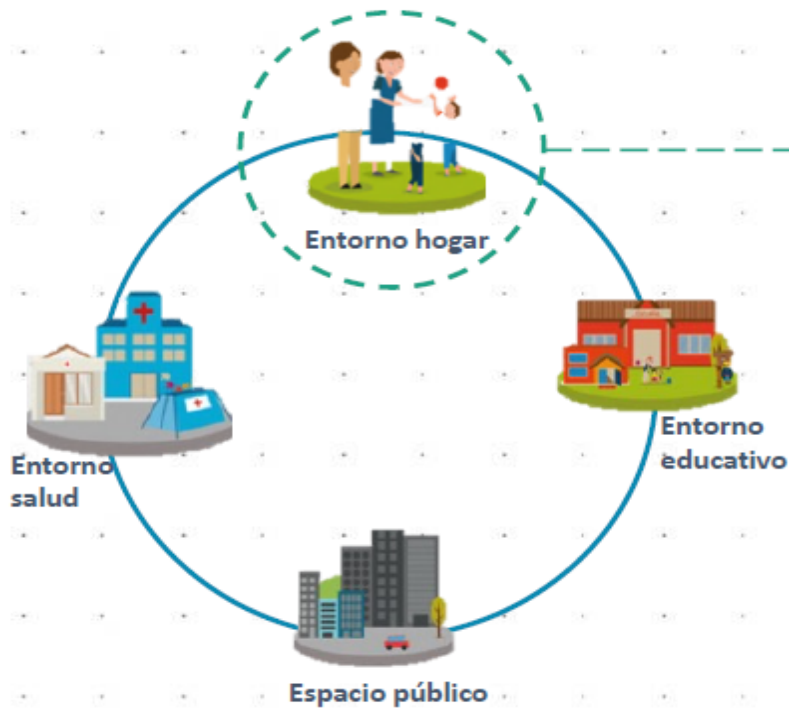 Entorno hogar
Entorno
educativo
Entorno
salud
Espacio público